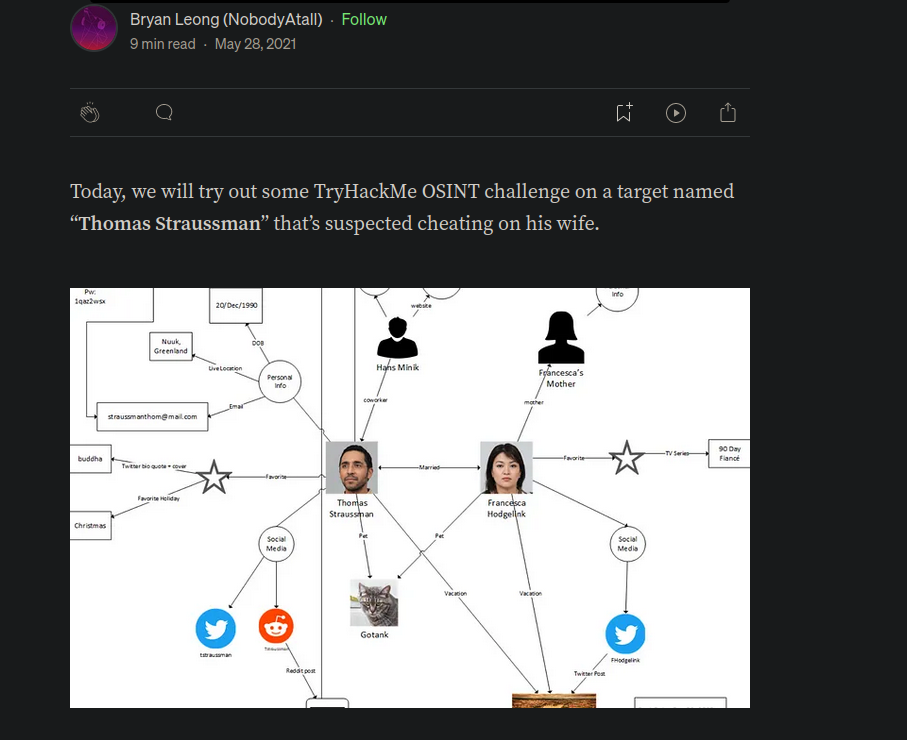 Bryan Leong (NobodyAtall) · Follow
9 min read · May 28, 2021
Today, we will try out some TryHackMe OSINT challenge on a target named
“Thomas Straussman” that’s suspected cheating on his wife.
Pw:
1qaz2wsx
20/Dec/1990
website
Info
Nuuk,
Greenland
DOB
LiveLocation
Personal
Info
Hans Minik
Francesca's
Mother
Email
coworker
mother
straussmanthom@mail.com
buddha
Twitter bio quote + cover
Favorite
Married
Favorite
TV Series
90 Day
Fiancé
Favorite Holiday
Christmas
Thomas
Straussman
Francesca
Hodgelink
Social
Media
Pet
Pet
Social
Media
Vacation
Vacation
Gotank
tstraussman
FHodgelink
Reddit post
Twitter Post